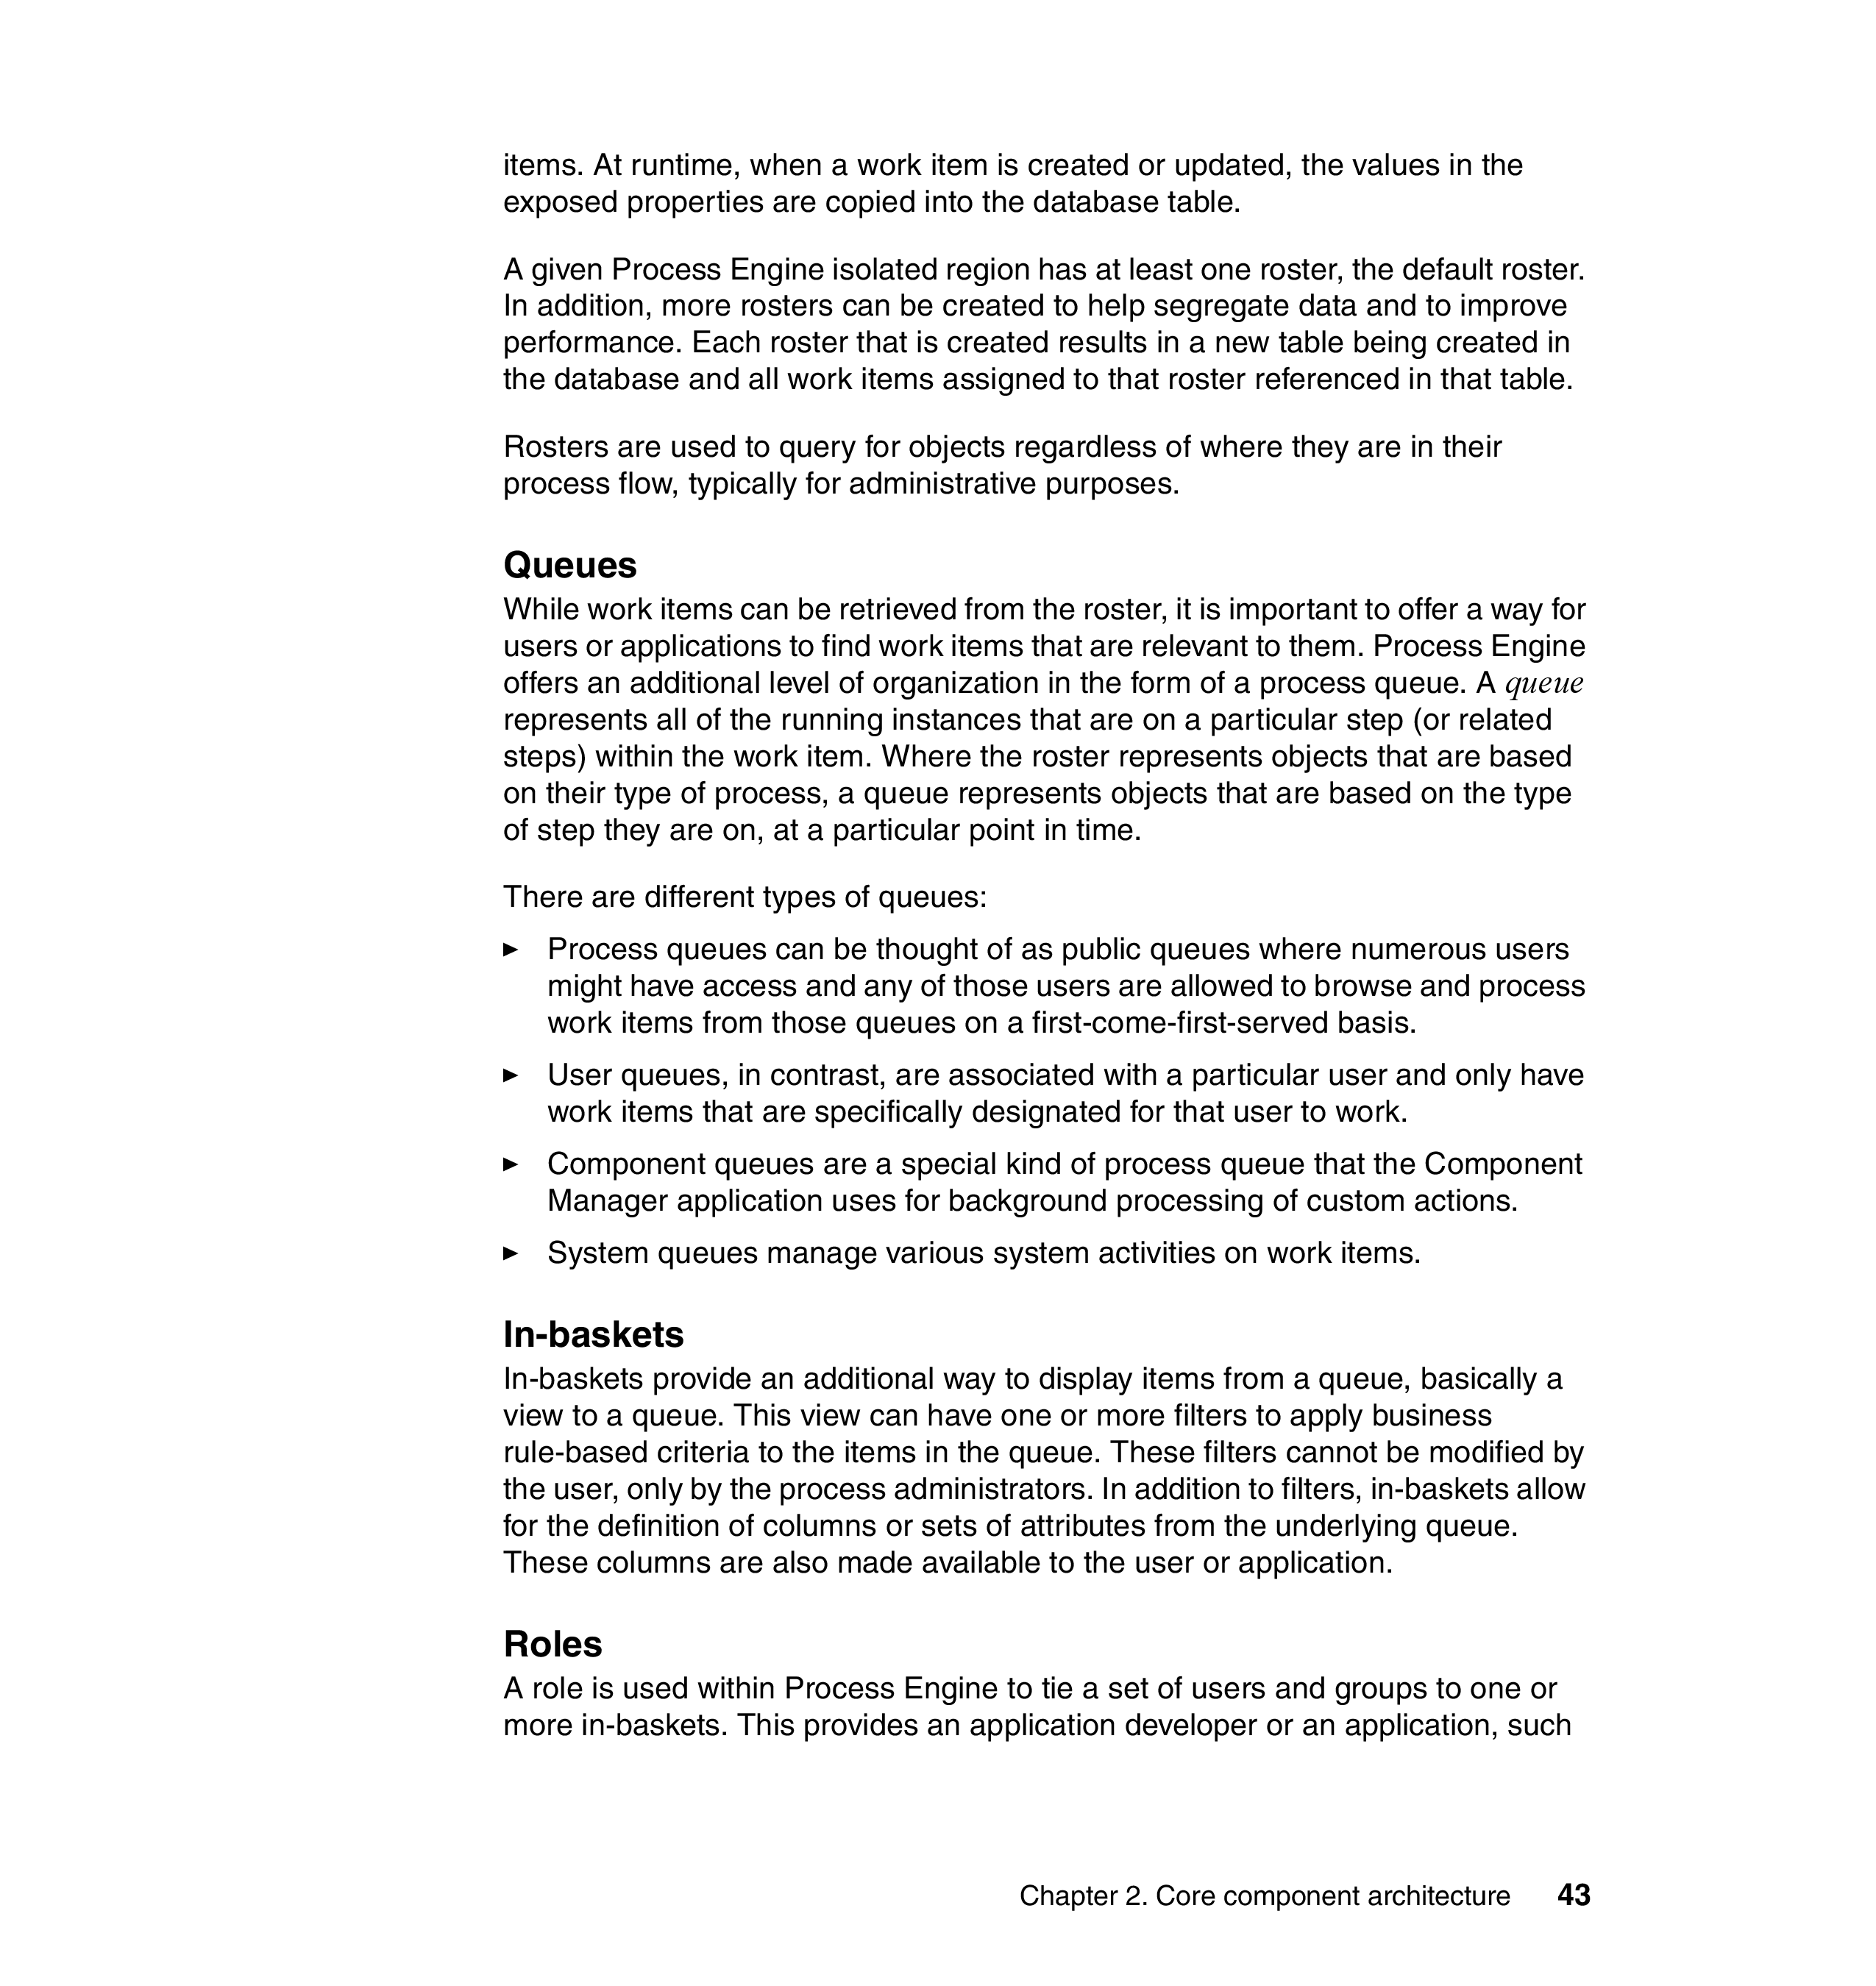 items. At runtime, when a work item is created or updated, the values in the
exposed properties are copied into the database table.
A given Process Engine isolated region has at least one roster, the default roster.
In addition, more rosters can be created to help segregate data and to improve
performance. Each roster that is created results in a new table being created in
the database and all work items assigned to that roster referenced in that table.
Rosters are used to query for objects regardless of where they are in their
process flow, typically for administrative purposes.
Queues
While work items can be retrieved from the roster, it is important to offer a way for
users or applications to find work items that are relevant to them. Process Engine
offers an additional level of organization in the form of a process queue. A queue
represents all of the running instances that are on a particular step (or related
steps) within the work item. Where the roster represents objects that are based
on their type of process, a queue represents objects that are based on the type
of step they are on, at a particular point in time.
There are different types of queues:
► Process queues can be thought of as public queues where numerous users
might have access and any of those users are allowed to browse and process
work items from those queues on a first-come-first-served basis.
► User queues, in contrast, are associated with a particular user and only have
work items that are specifically designated for that user to work.
► Component queues are a special kind of process queue that the Component
Manager application uses for background processing of custom actions.
► System queues manage various system activities on work items.
In-baskets
In-baskets provide an additional way to display items from a queue, basically a
view to a queue. This view can have one or more filters to apply business
rule-based criteria to the items in the queue. These filters cannot be modified by
the user, only by the process administrators. In addition to filters, in-baskets allow
for the definition of columns or sets of attributes from the underlying queue.
These columns are also made available to the user or application.
Roles
A role is used within Process Engine to tie a set of users and groups to one or
more in-baskets. This provides an application developer or an application, such
Chapter 2. Core component architecture 43